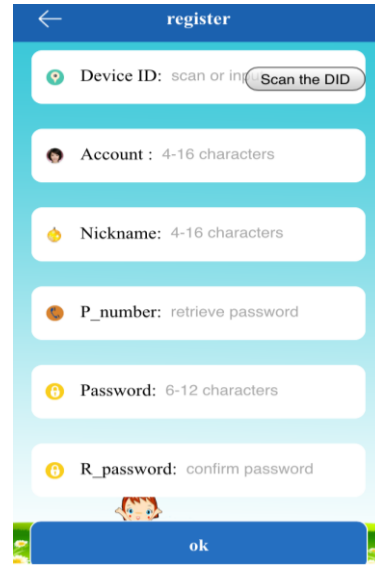 register
Device ID: scan or inp Scan the DID
Account : 4-16 characters
Nickname: 4-16 characters
P_number: retrieve password
Password: 6-12 characters
R_password: confirm password
ok